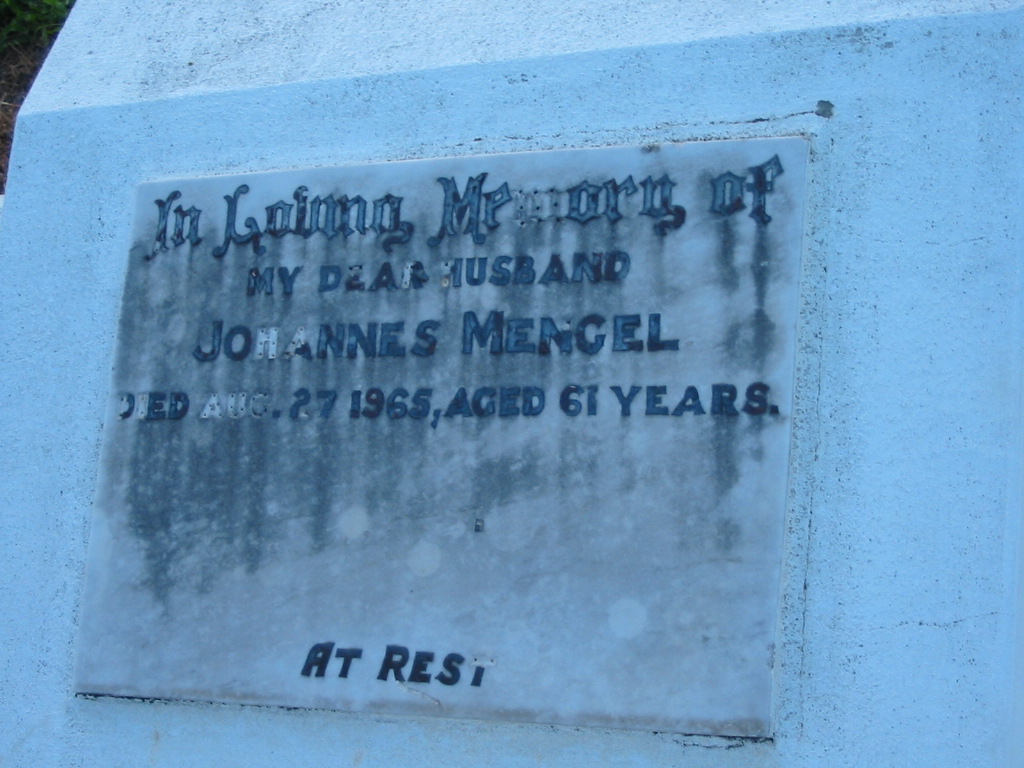 In Loving Memory of
MY DEAR HUSBAND
JOHANNES MENGEL
DIED AUG. 27 1965, AGED 61 YEARS.
AT REST